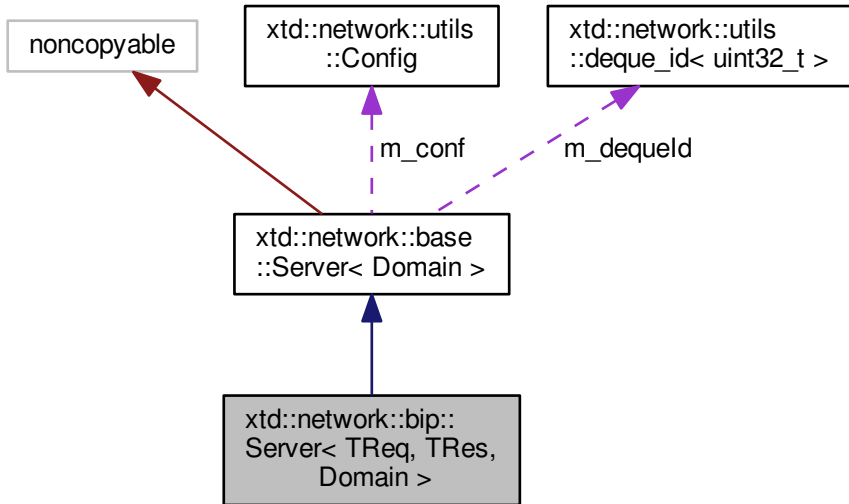 noncopyable
xtd::network::utils
::Config
xtd::network::utils
::deque_id< uint32_t >
m_conf
m_dequeId
xtd::network::base
::Server< Domain >
xtd::network::bip::
Server< TReq, TRes,
Domain >